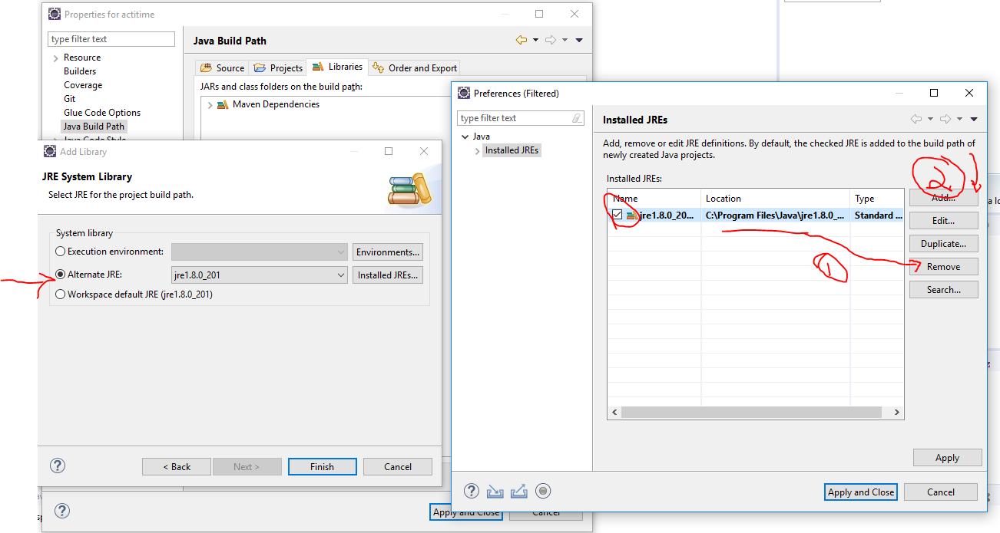 Properties for actitime
type filter text
Resource
Builders
Coverage
Git
Glue Code Options
Java Build Path
Java Code Style
Java Build Path
Source
Projects
Libraries
Order and Export
JARs and class folders on the build path:
Maven Dependencies
Apply and Close
Cancel
Add Library
JRE System Library
Select JRE for the project build path.
System library
Execution environment:
Environments...
Alternate JRE:
jre1.8.0_201
Installed JREs...
Workspace default JRE (jre1.8.0_201)
< Back
Next >
Finish
Cancel
Preferences (Filtered)
type filter text
Java
Installed JREs
Installed JREs
Add, remove or edit JRE definitions. By default, the checked JRE is added to the build path of
newly created Java projects.
Installed JREs:
Name
Location
Type
jre1.8.0_20...
C:\Program Files\Java\jre1.8.0_...
Standard ...
2
Add...
Edit...
Duplicate...
1
Remove
Search...
Apply
Apply and Close
Cancel